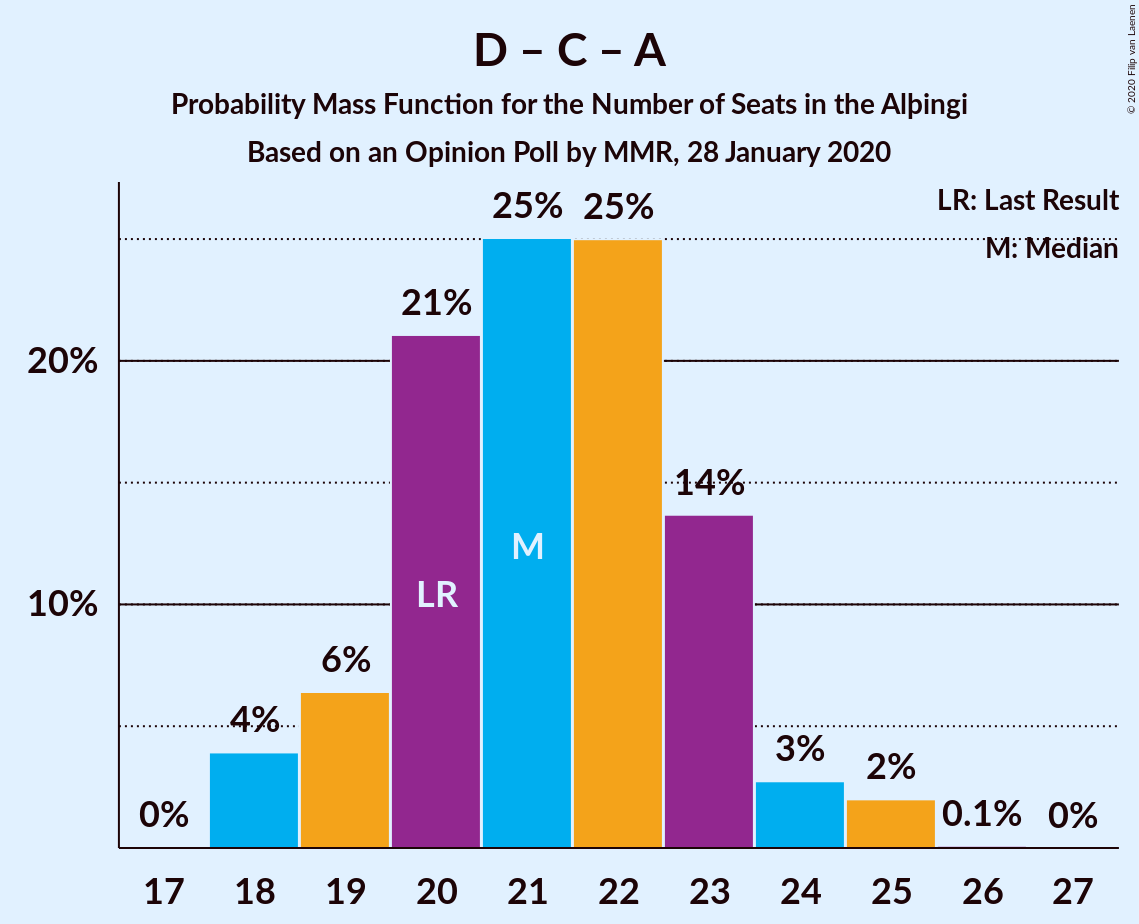 D – C – A
Probability Mass Function for the Number of Seats in the Alþingi
Based on an Opinion Poll by MMR, 28 January 2020
© 2020 Filip van Laenen
LR: Last Result
M: Median
25% 25%
21%
20%
14%
M
LR
10%
6%
4%
3%
2%
0%
0.1%
0%
17 18 19 20 21 22 23 24 25 26 27